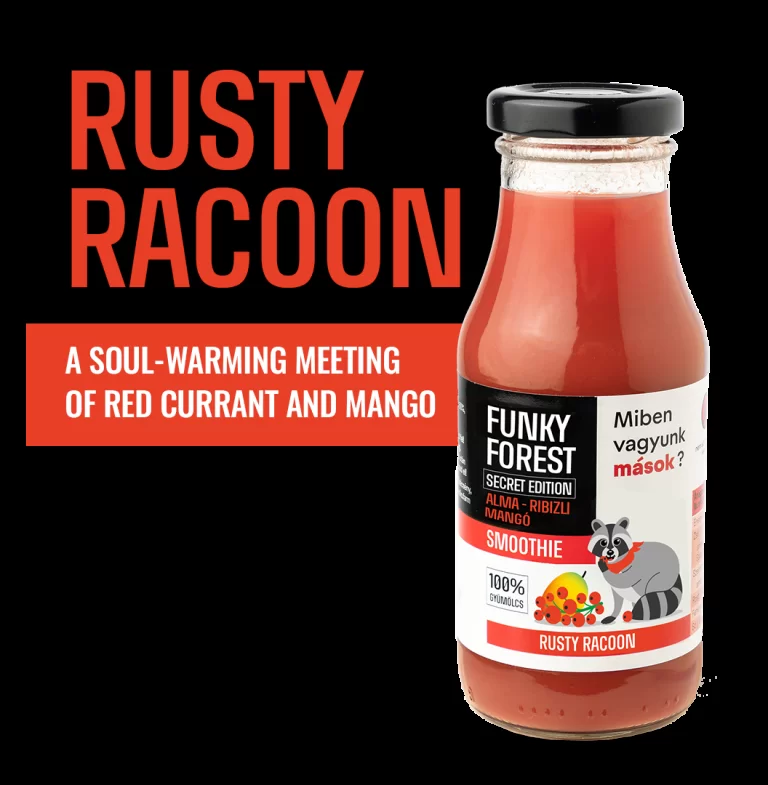 RUSTY
RACOON
A SOUL-WARMING MEETING
OF RED CURRANT AND MANGO
FUNKY
FOREST
SECRET EDITION
ALMA - RIBIZLI
MANGÓ
SMOOTHIE
100%
GYÜMÖLCS
RUSTY RACOON
Miben
vagyunk
mások?